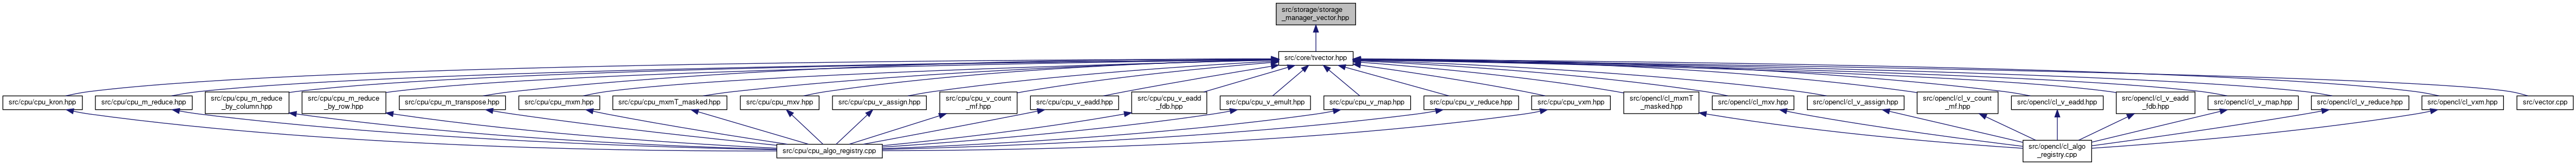 src/storage/storage
_manager_vector.hpp
src/core/tvector.hpp
src/cpu/cpu_kron.hpp
src/cpu/cpu_m_reduce.hpp
src/cpu/cpu_m_reduce
_by_column.hpp
src/cpu/cpu_m_reduce
_by_row.hpp
src/cpu/cpu_m_transpose.hpp
src/cpu/cpu_mxm.hpp
src/cpu/cpu_mxmT_masked.hpp
src/cpu/cpu_mxv.hpp
src/cpu/cpu_v_assign.hpp
src/cpu/cpu_v_count
_mf.hpp
src/cpu/cpu_v_eadd.hpp
src/cpu/cpu_v_eadd
_fdb.hpp
src/cpu/cpu_v_emult.hpp
src/cpu/cpu_v_map.hpp
src/cpu/cpu_v_reduce.hpp
src/cpu/cpu_vxm.hpp
src/opencl/cl_mxmT
_masked.hpp
src/opencl/cl_mxv.hpp
src/opencl/cl_v_assign.hpp
src/opencl/cl_v_count
_mf.hpp
src/opencl/cl_v_eadd.hpp
src/opencl/cl_v_eadd
_fdb.hpp
src/opencl/cl_v_map.hpp
src/opencl/cl_v_reduce.hpp
src/opencl/cl_vxm.hpp
src/vector.cpp
src/cpu/cpu_algo_registry.cpp
src/opencl/cl_algo
_registry.cpp